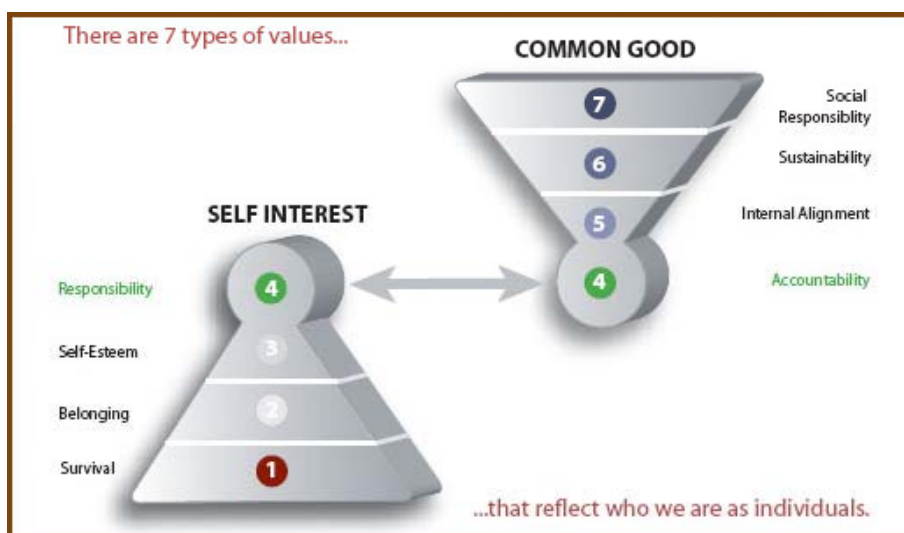 There are 7 types of values...
COMMON GOOD
7
Social
Responsiblity
6
Sustainability
5
Internal Alignment
4
Accountability
SELF INTEREST
Responsibility
4
Self-Esteem
3
Belonging
2
Survival
1
...that reflect who we are as individuals.